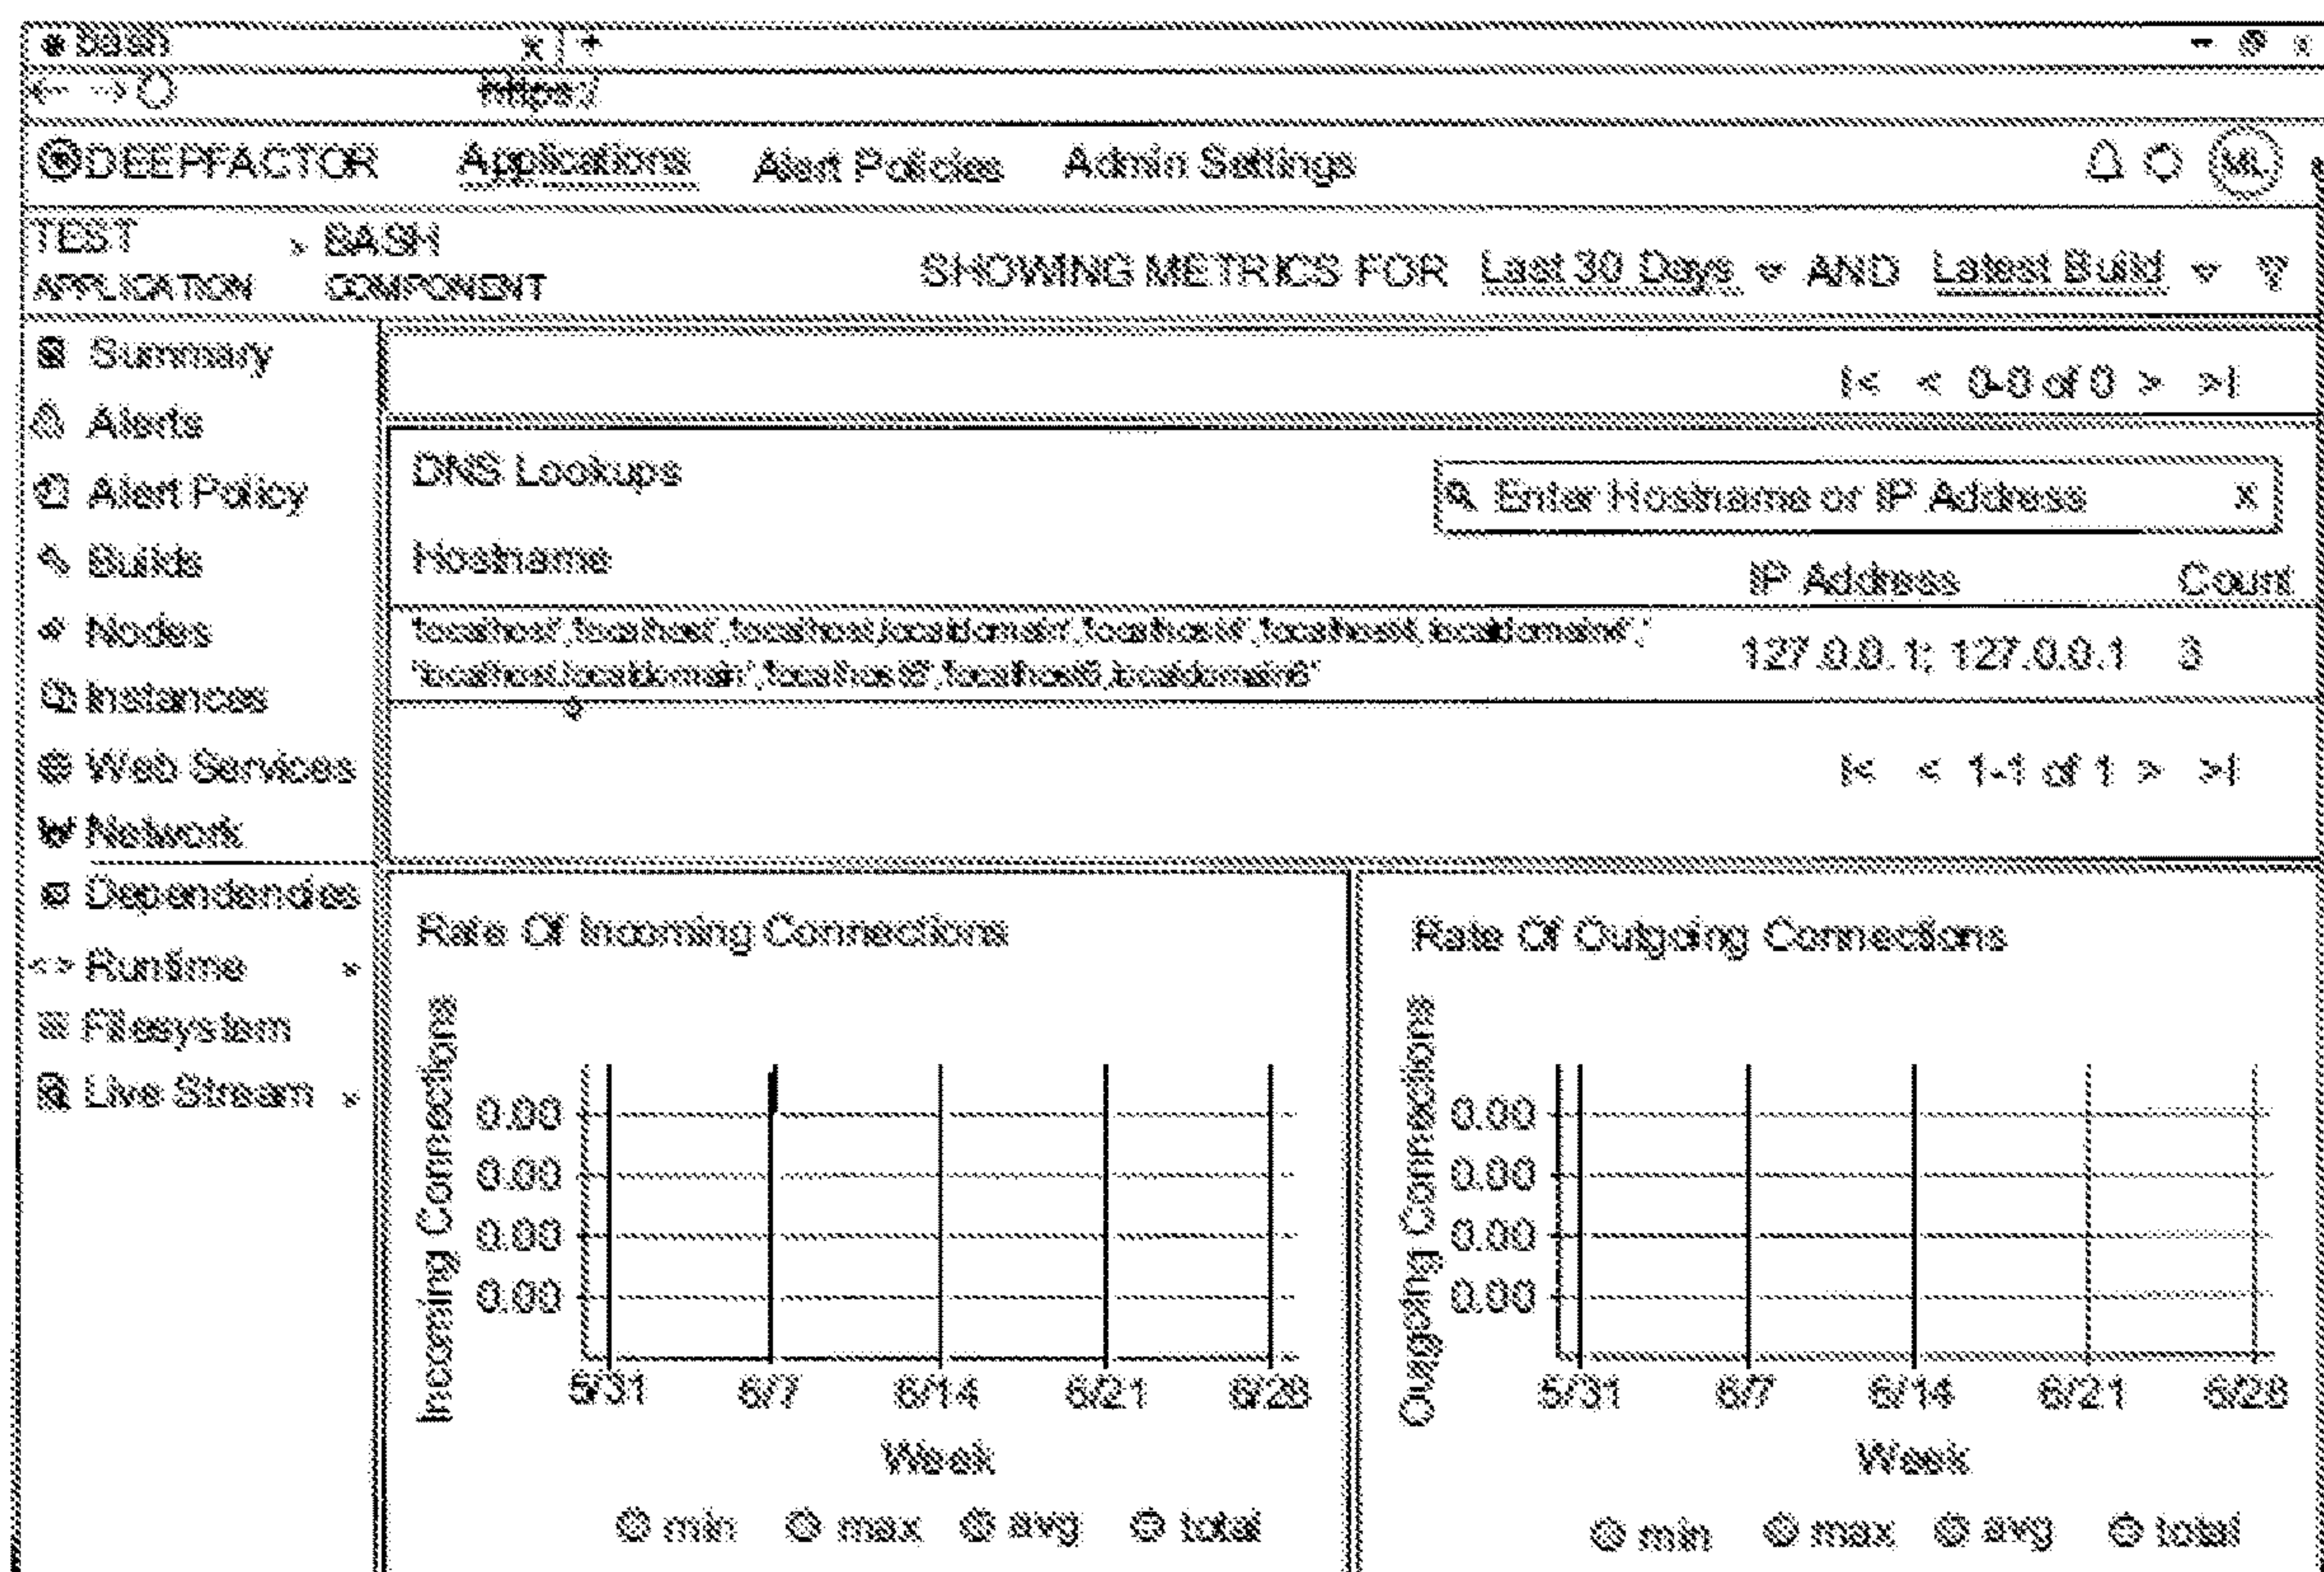 bash x +
https:/
DEEPFACTOR Applications Alert Policies Admin Settings ML
TEST > BASH
APPLICATION COMPONENT
SHOWING METRICS FOR Last 30 Days AND Latest Build
Summary
Alerts
Alert Policy
Builds
Nodes
Instances
Web Services
Network
Dependencies
Runtime
Filesystem
Live Stream
|< < 0-0 of 0 > >|
DNS Lookups
Enter Hostname or IP Address x
Hostname IP Address Count
127.0.0.1; 127.0.0.1
|< < 1-1 of 1 > >|
Rate Of Incoming Connections
Incoming Connections
0.00
0.00
0.00
0.00
5/31 6/7 6/14 6/21 6/28
Week
min max avg total
Rate Of Outgoing Connections
Outgoing Connections
0.00
0.00
0.00
0.00
5/31 6/7 6/14 6/21 6/28
Week
min max avg total